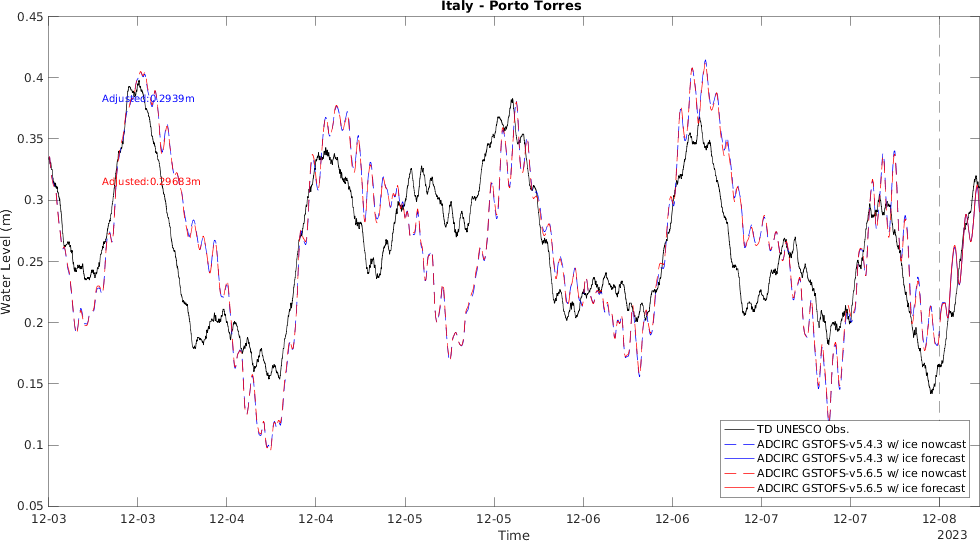 Italy - Porto Torres
Water Level (m)
0.45
0.4
0.35
0.3
0.25
0.2
0.15
0.1
0.05
Adjusted:0.2939m
Adjusted:0.29683m
TD UNESCO Obs.
ADCIRC GSTOFS-v5.4.3 w/ ice nowcast
ADCIRC GSTOFS-v5.4.3 w/ ice forecast
ADCIRC GSTOFS-v5.6.5 w/ ice nowcast
ADCIRC GSTOFS-v5.6.5 w/ ice forecast
12-03 12-03 12-04 12-04 12-05 12-05 12-06 12-06 12-07 12-07 12-08
2023
Time